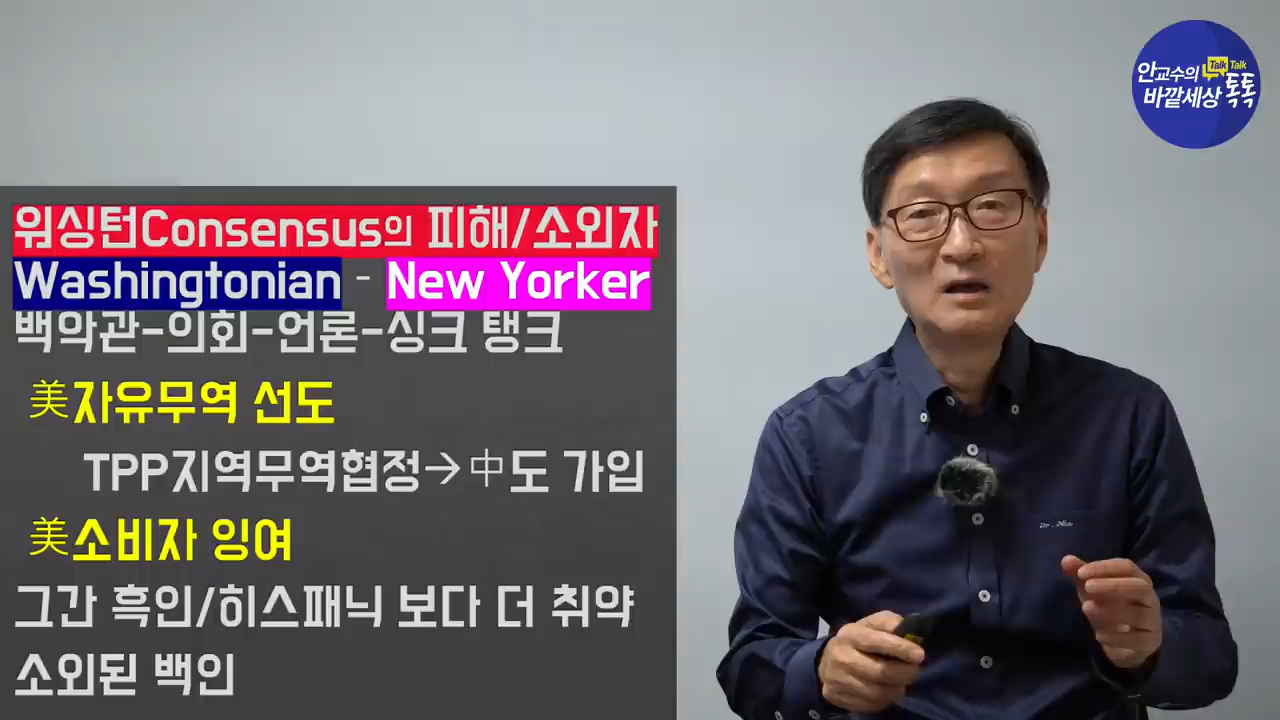 안교수의 Talk Talk
바깥세상 톡톡
워싱턴Consensus의 피해/소외자
Washingtonian - New Yorker
백악관-의회-언론-싱크 탱크
美자유무역 선도
TPP지역무역협정→中도 가입
美소비자 잉여
그간 흑인/히스패닉 보다 더 취약
소외된 백인